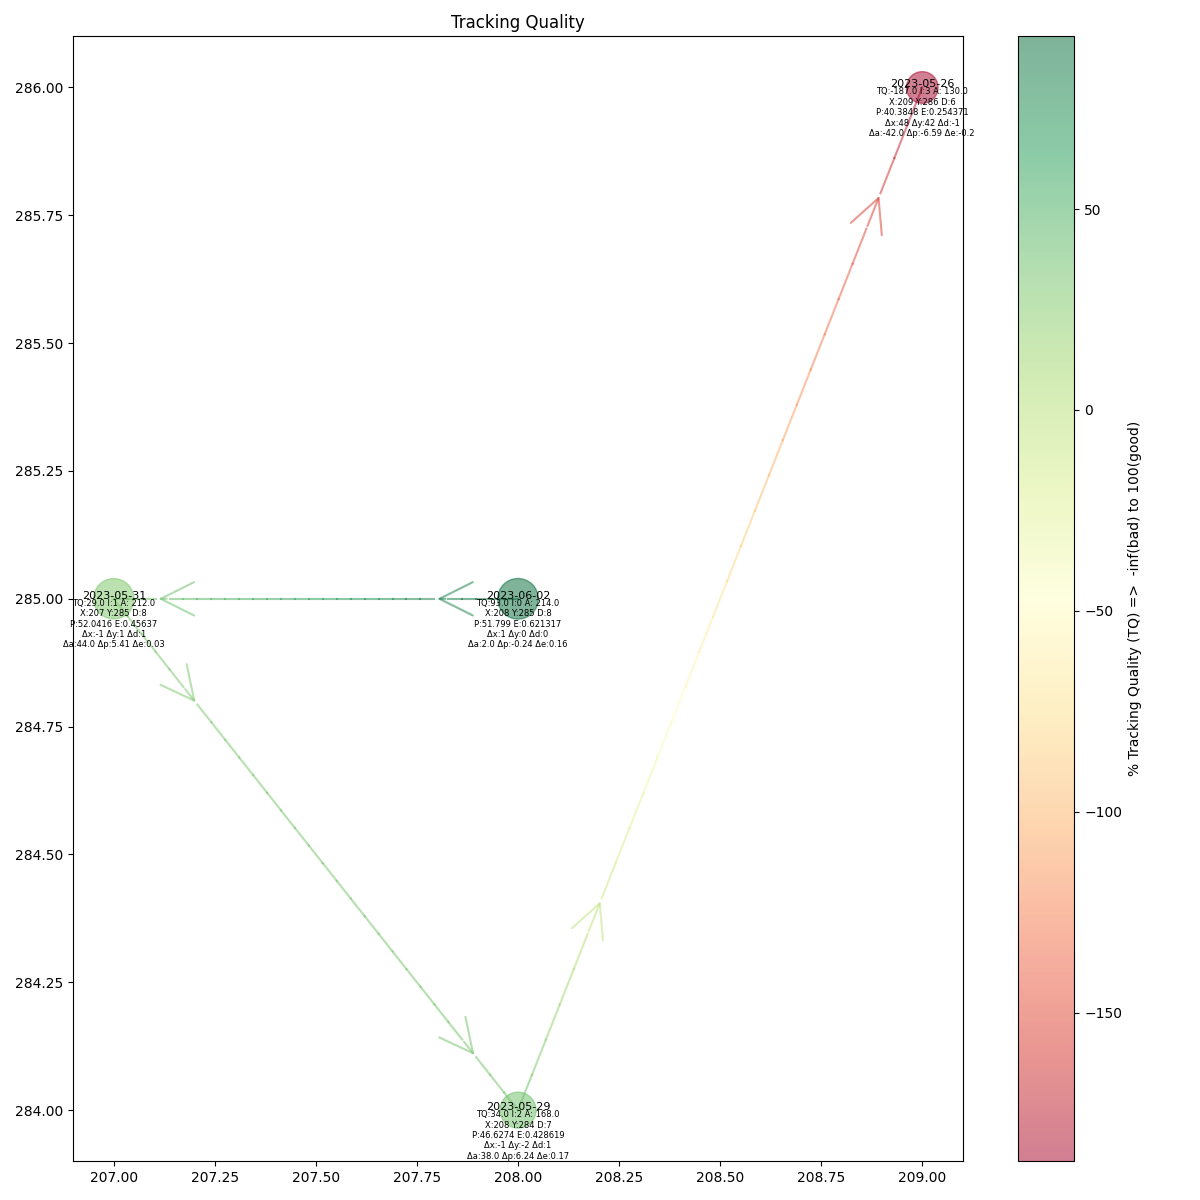 Tracking Quality
286.00
285.75
285.50
285.25
285.00
284.75
284.50
284.25
284.00
2023-05-26
TQ:-187.0 I:3 A: 130.0
X:209 Y:286 D:6
P:40.3848 E:0.254371
Δx:48 Δy:42 Δd:-1
Δa:-42.0 Δp:-6.59 Δe:-0.2
2023-05-31
TQ:29.0 I:1 A: 212.0
X:207 Y:285 D:8
P:52.0416 E:0.45637
Δx:-1 Δy:1 Δd:1
Δa:44.0 Δp:5.41 Δe:0.03
2023-06-02
TQ:93.0 I:0 A: 214.0
X:208 Y:285 D:8
P:51.799 E:0.621317
Δx:1 Δy:0 Δd:0
Δa:2.0 Δp:-0.24 Δe:0.16
2023-05-29
TQ:34.0 I:2 A: 168.0
X:208 Y:284 D:7
P:46.6274 E:0.428619
Δx:-1 Δy:-2 Δd:1
Δa:38.0 Δp:6.24 Δe:0.17
207.00 207.25 207.50 207.75 208.00 208.25 208.50 208.75 209.00
50
0
−50
−100
−150
% Tracking Quality (TQ) => -inf(bad) to 100(good)